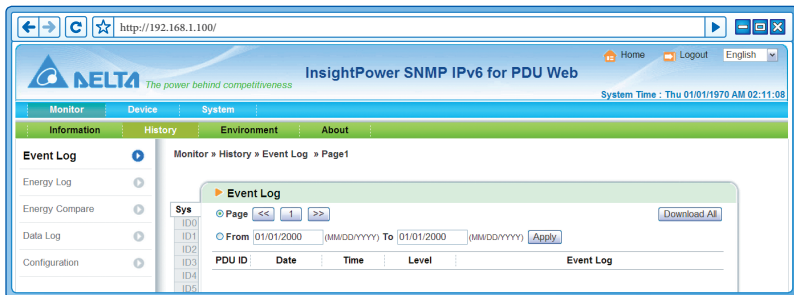 http://192.168.1.100/
Home Logout English
DELTA The power behind competitiveness
InsightPower SNMP IPv6 for PDU Web
System Time : Thu 01/01/1970 AM 02:11:08
Monitor Device System
Information History Environment About
Event Log
Energy Log
Energy Compare
Data Log
Configuration
Monitor » History » Event Log » Page1
Sys
ID0
ID1
ID2
ID3
ID4
ID5
Event Log
Page << 1 >> Download All
From 01/01/2000 (MM/DD/YYYY) To 01/01/2000 (MM/DD/YYYY) Apply
PDU ID Date Time Level Event Log